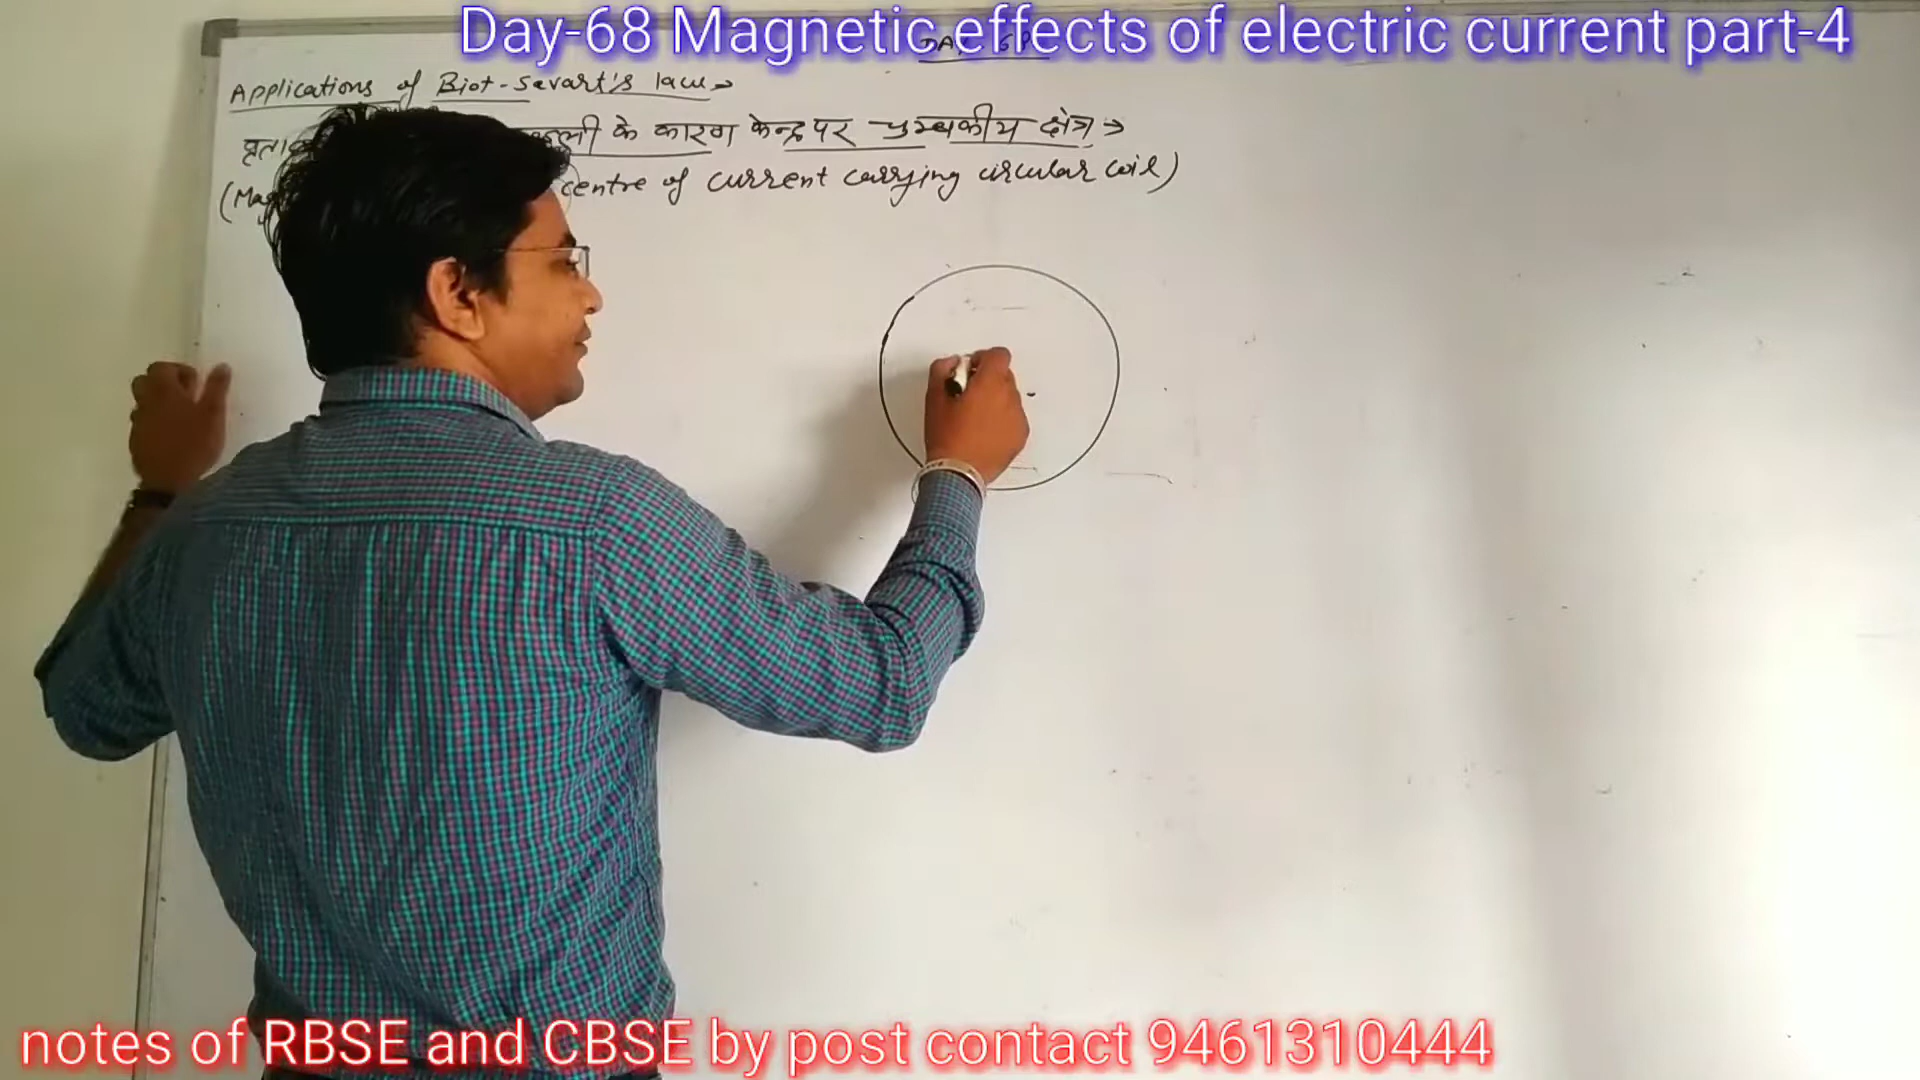 Day-68 Magnetic effects of electric current part-4
Applications of Biot-Savart's law→
के कारण केन्द्र पर चुम्बकीय क्षेत्र→
centre of current carrying circular coil)
notes of RBSE and CBSE by post contact 9461310444